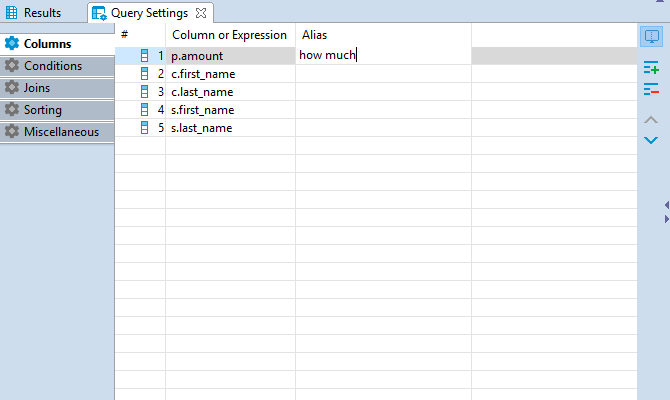 Results
Query Settings
Columns
Conditions
Joins
Sorting
Miscellaneous
# Column or Expression Alias
1 p.amount how much
2 c.first_name
3 c.last_name
4 s.first_name
5 s.last_name